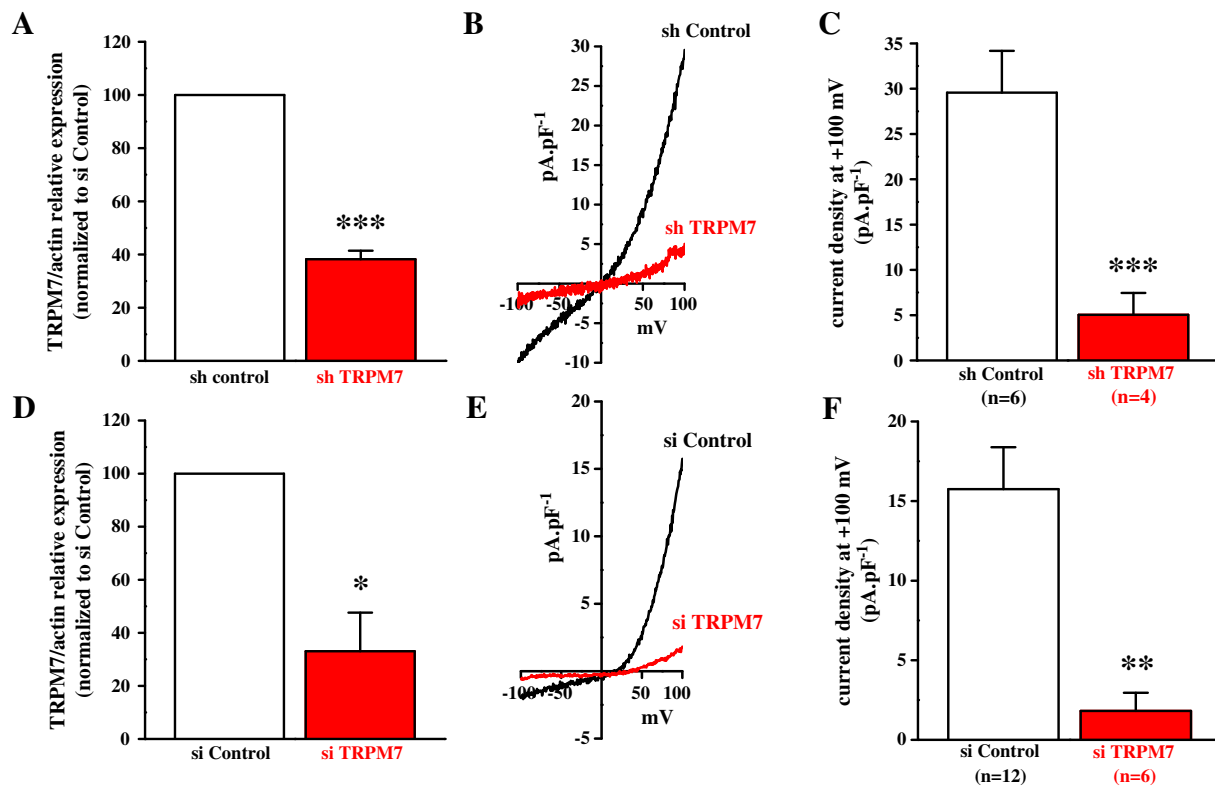 A
TRPM7/actin relative expression
(normalized to si Control)
120
100
80
60
40
20
0
***
sh control
sh TRPM7
B
sh Control
pA.pF-1
30
25
20
15
10
5
-5
-10
-100
-50
50
100
mV
sh TRPM7
C
current density at +100 mV
(pA.pF-1)
35
30
25
20
15
10
5
0
***
sh Control
(n=6)
sh TRPM7
(n=4)
D
TRPM7/actin relative expression
(normalized to si Control)
120
100
80
60
40
20
0
*
si Control
si TRPM7
E
si Control
pA.pF-1
20
15
10
5
-5
-100
-50
50
100
mV
si TRPM7
F
current density at +100 mV
(pA.pF-1)
20
15
10
5
0
**
si Control
(n=12)
si TRPM7
(n=6)